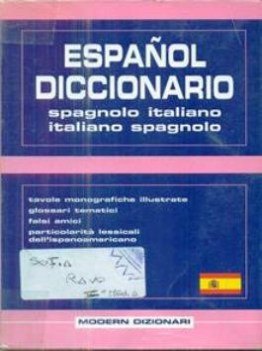 ESPAÑOL
DICCIONARIO
spagnolo italiano
italiano spagnolo
tavole monografiche illustrate
glossari tematici
falsi amici
particolarità lessicali
dell'ispanoamericano
SOFIA
MODERN DIZIONARI